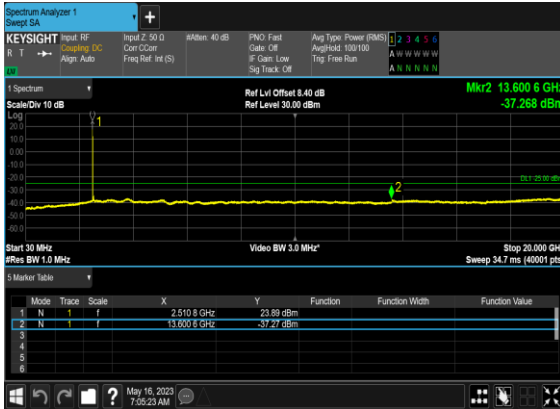 Spectrum Analyzer 1
Swept SA
+
KEYSIGHT Input: RF Input Z: 50 Ω #Atten: 40 dB PNO: Fast Avg Type: Power (RMS) 1 2 3 4 5 6
R T Coupling: DC Corr CCorr Gate: Off Avg|Hold: 100/100 A W W W W W
Align: Auto Freq Ref: Int (S) IF Gain: Low Trig: Free Run
Sig Track: Off A N N N N N
1 Spectrum Ref Lvl Offset 8.40 dB Mkr2 13.600 6 GHz
Scale/Div 10 dB Ref Level 30.00 dBm -37.268 dBm
Log
20.0
10.0
0.00
-10.0
-20.0
-30.0
-40.0
-50.0
-60.0
1
2
DL1 -25.00 dBm
Start 30 MHz Video BW 3.0 MHz* Stop 20.000 GH
#Res BW 1.0 MHz Sweep 34.7 ms (40001 pts
5 Marker Table
Mode Trace Scale X Y Function Function Width Function Value
1 N 1 f 2.510 8 GHz 23.89 dBm
2 N 1 f 13.600 6 GHz -37.27 dBm
3
4
5
6
? May 16, 2023
7:05:23 AM